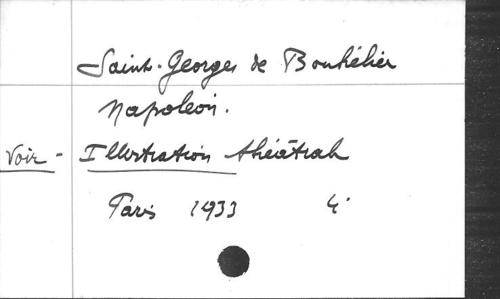 Saint-Georges de Bouhélier
Napoléon.
Voir - Illustration théâtrale
Paris 1933 4°